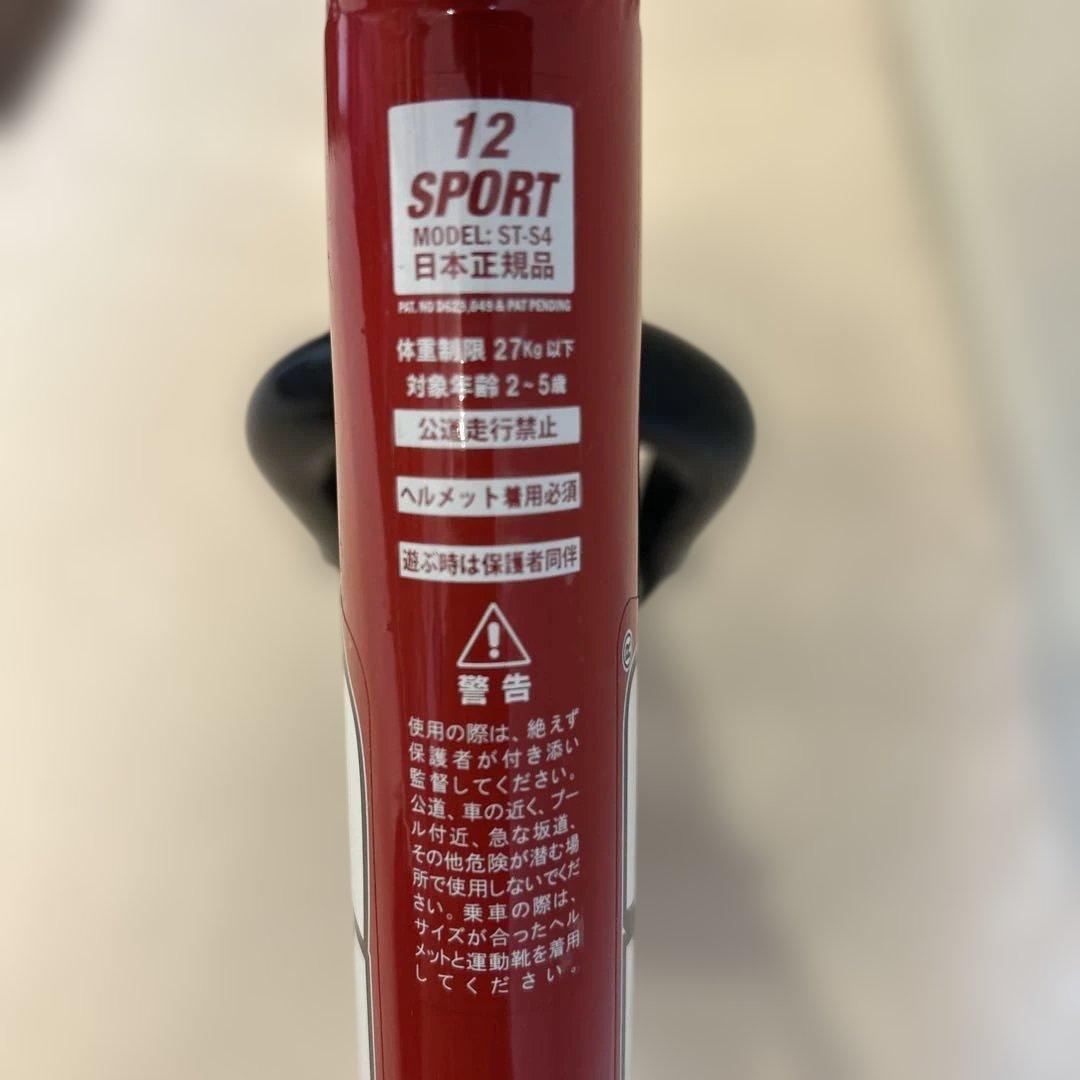 12
SPORT
MODEL: ST-S4
日本正規品
PAT. NO D629,849 & PAT PENDING
体重制限 27Kg 以下
対象年齢 2~5歳
公道走行禁止
ヘルメット着用必須
遊ぶ時は保護者同伴
警告
使用の際は、絶えず
保護者が付き添い
監督してください。
公道、車の近く、プー
ル付近、急な坂道、
その他危険が潜む場
所で使用しないでくだ
さい。乗車の際は、
サイズが合ったヘル
メットと運動靴を着用
してください。
®